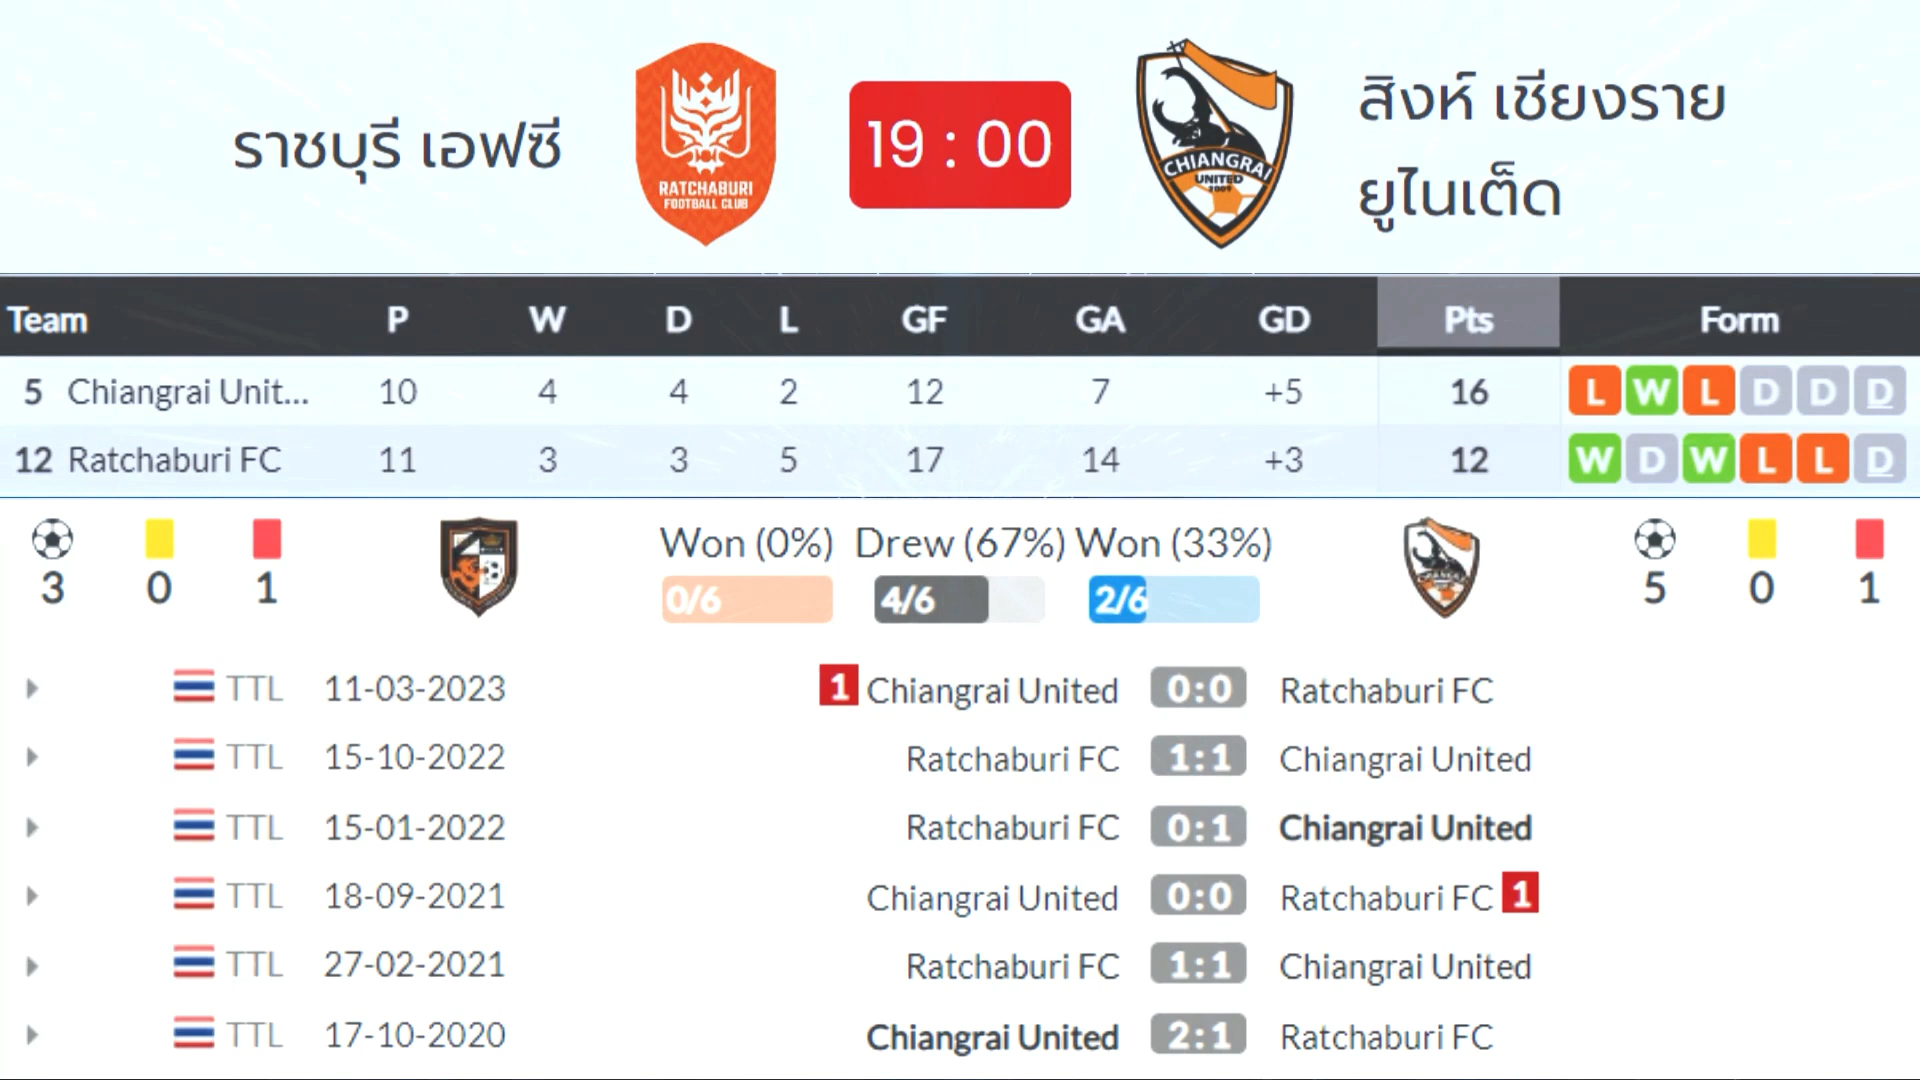 ราชบุรี เอฟซี
RATCHABURI
FOOTBALL CLUB
19 : 00
CHIANGRAI
UNITED
2009
สิงห์ เชียงราย
ยูไนเต็ด
Team P W D L GF GA GD Pts Form
5 Chiangrai Unit... 10 4 4 2 12 7 +5 16 L W L D D D
12 Ratchaburi FC 11 3 3 5 17 14 +3 12 W D W L L D
Won (0%) Drew (67%) Won (33%)
3 0 1 0/6 4/6 2/6 5 0 1
TTL 11-03-2023 1 Chiangrai United 0:0 Ratchaburi FC
TTL 15-10-2022 Ratchaburi FC 1:1 Chiangrai United
TTL 15-01-2022 Ratchaburi FC 0:1 Chiangrai United
TTL 18-09-2021 Chiangrai United 0:0 Ratchaburi FC 1
TTL 27-02-2021 Ratchaburi FC 1:1 Chiangrai United
TTL 17-10-2020 Chiangrai United 2:1 Ratchaburi FC